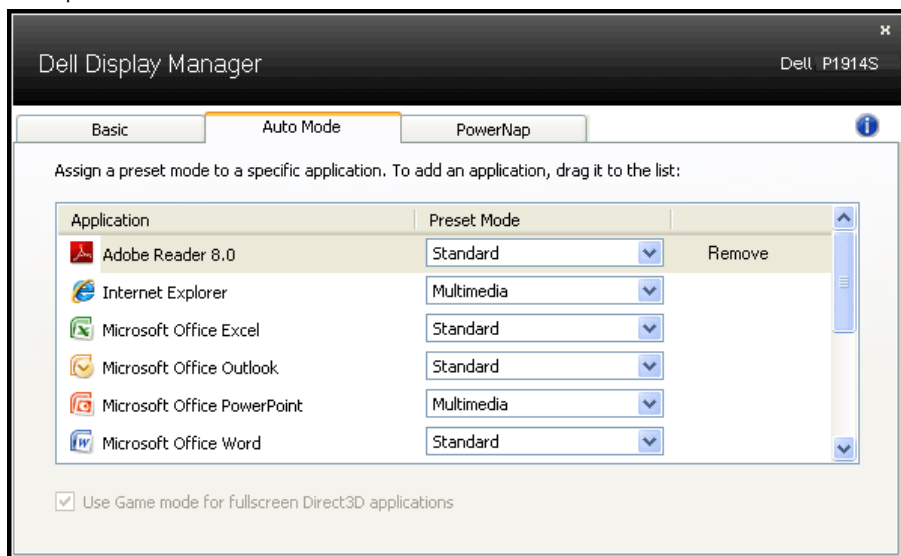 x
Dell Display Manager
Dell P1914S
Basic
Auto Mode
PowerNap
Assign a preset mode to a specific application. To add an application, drag it to the list:
Application Preset Mode
Adobe Reader 8.0 Standard Remove
Internet Explorer Multimedia
Microsoft Office Excel Standard
Microsoft Office Outlook Standard
Microsoft Office PowerPoint Multimedia
Microsoft Office Word Standard
Use Game mode for fullscreen Direct3D applications